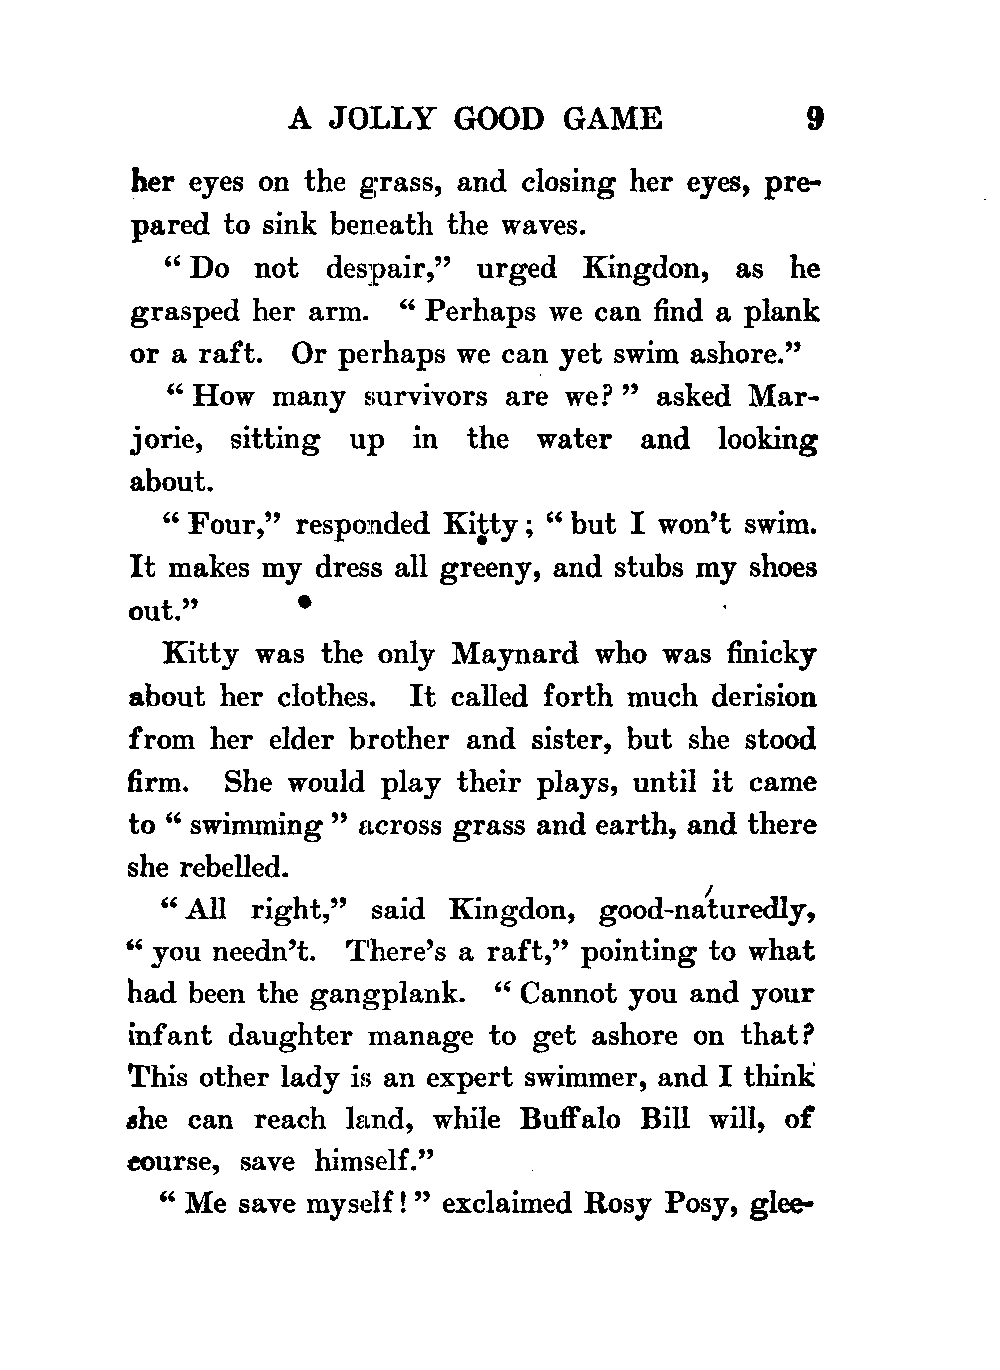 A JOLLY GOOD GAME 9
her eyes on the grass, and closing her eyes, pre-
pared to sink beneath the waves.
“ Do not despair,” urged Kingdon, as he
grasped her arm. “ Perhaps we can find a plank
or a raft. Or perhaps we can yet swim ashore.”
“ How many survivors are we? ” asked Mar-
jorie, sitting up in the water and looking
about.
“ Four,” responded Kitty; “ but I won’t swim.
It makes my dress all greeny, and stubs my shoes
out.”
Kitty was the only Maynard who was finicky
about her clothes. It called forth much derision
from her elder brother and sister, but she stood
firm. She would play their plays, until it came
to “ swimming ” across grass and earth, and there
she rebelled.
“ All right,” said Kingdon, good-naturedly,
“ you needn’t. There’s a raft,” pointing to what
had been the gangplank. “ Cannot you and your
infant daughter manage to get ashore on that?
This other lady is an expert swimmer, and I think
she can reach land, while Buffalo Bill will, of
course, save himself.”
“ Me save myself! ” exclaimed Rosy Posy, glee-